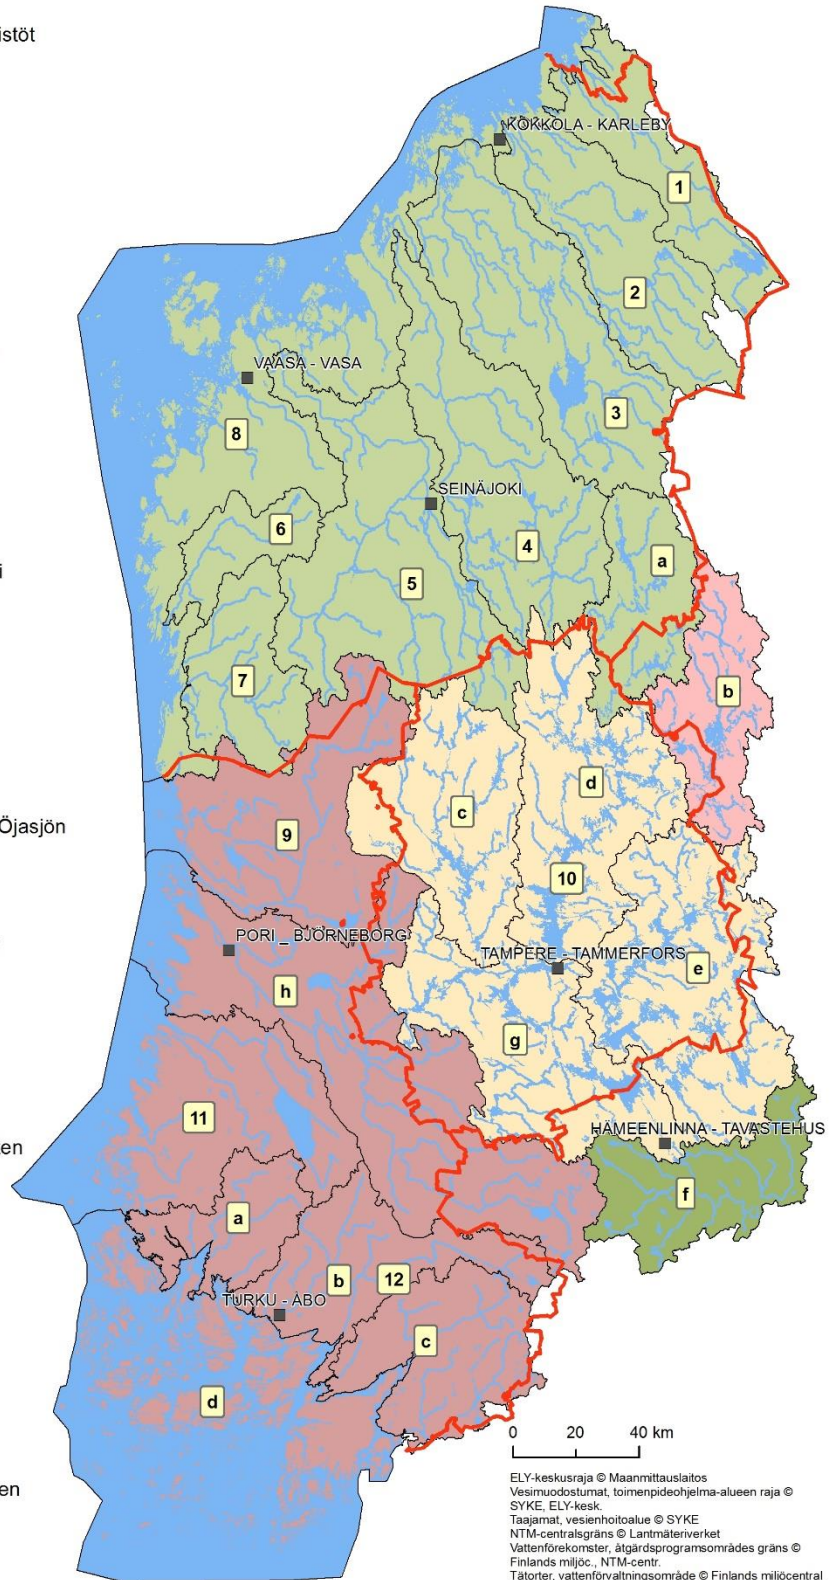 istöt
KOKKOLA - KARLEBY
1
2
VAASA - VASA
3
8
SEINÄJOKI
6
4
a
i
5
7
b
d
c
Öjasjön
9
10
PORI _ BJÖRNEBORG
TAMPERE - TAMMERFORS
e
h
g
11
HÄMEENLINNA - TAVASTEHUS
ten
f
a
b
12
TURKU - ÅBO
c
d
0 20 40 km
en
ELY-keskusraja © Maanmittauslaitos
Vesimuodostumat, toimenpideohjelma-alueen raja ©
SYKE, ELY-kesk.
Taajamat, vesienhoitoalue © SYKE
NTM-centralsgräns © Lantmäteriverket
Vattenförekomster, åtgärdsprogramsområdes gräns ©
Finlands miljöc., NTM-centr.
Tätorter, vattenförvaltningsområde © Finlands miljöcentral